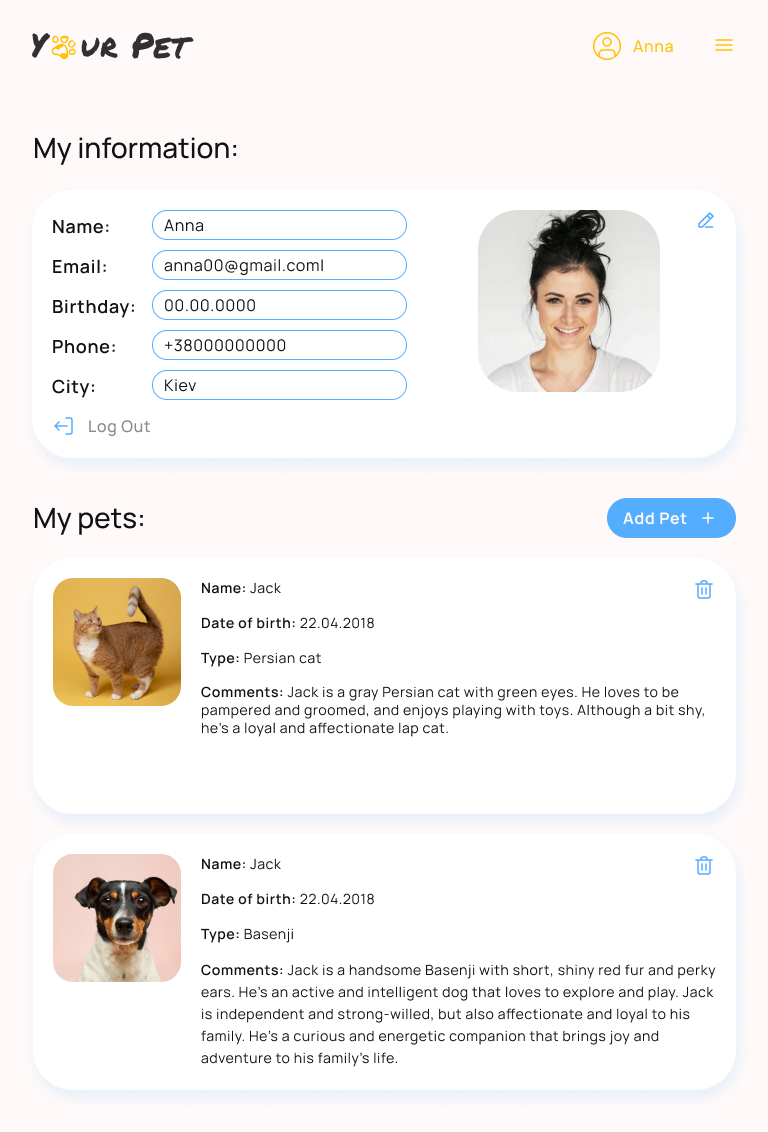 Your Pet
Anna
My information:
Name: Anna
Email: anna00@gmail.coml
Birthday: 00.00.0000
Phone: +38000000000
City: Kiev
Log Out
My pets:
Add Pet +
Name: Jack
Date of birth: 22.04.2018
Type: Persian cat
Comments: Jack is a gray Persian cat with green eyes. He loves to be
pampered and groomed, and enjoys playing with toys. Although a bit shy,
he's a loyal and affectionate lap cat.
Name: Jack
Date of birth: 22.04.2018
Type: Basenji
Comments: Jack is a handsome Basenji with short, shiny red fur and perky
ears. He's an active and intelligent dog that loves to explore and play. Jack
is independent and strong-willed, but also affectionate and loyal to his
family. He's a curious and energetic companion that brings joy and
adventure to his family's life.